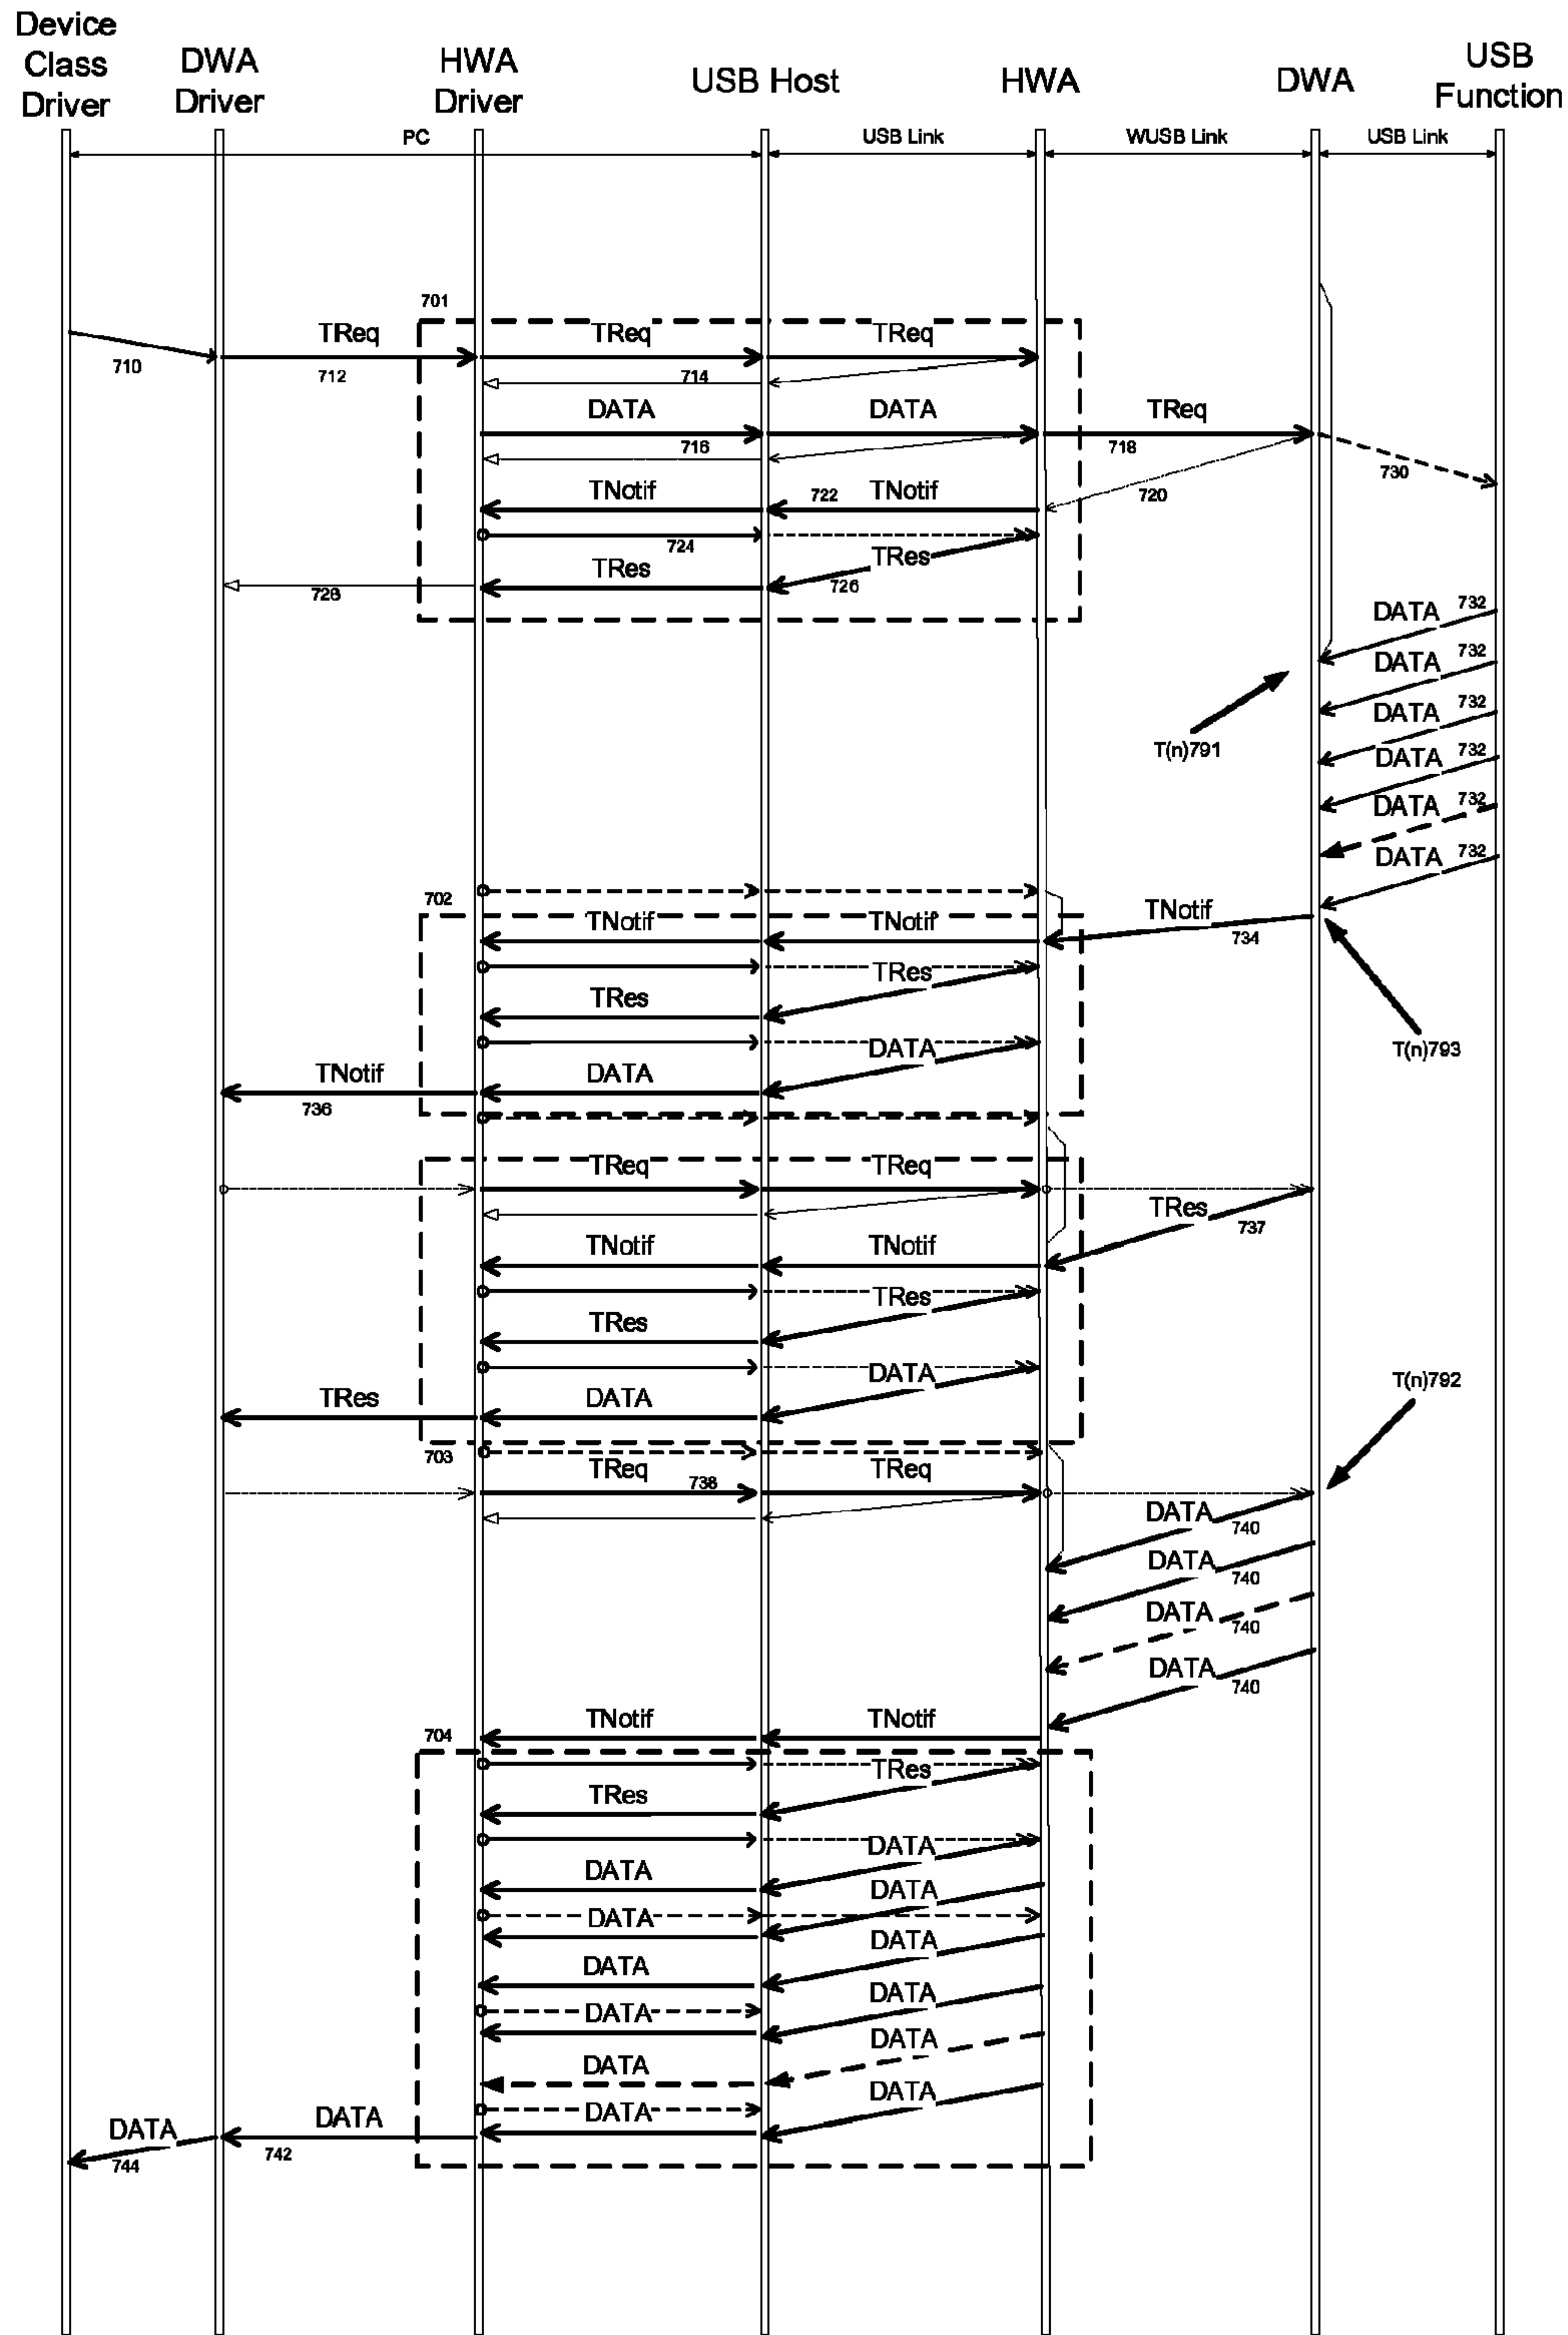 Device
Class
Driver
DWA
Driver
HWA
Driver
USB Host
HWA
DWA
USB
Function
PC
USB Link
WUSB Link
USB Link
701
TReq
TReq
TReq
710
712
714
DATA
DATA
TReq
716
718
730
TNotif
722
TNotif
720
724
TRes
TRes
726
728
DATA 732
DATA 732
DATA 732
T(n)791
DATA 732
DATA 732
DATA 732
702
TNotif
TNotif
TNotif
734
TRes
TRes
T(n)793
DATA
TNotif
DATA
736
TReq
TReq
TRes
737
TNotif
TNotif
TRes
TRes
DATA
T(n)792
TRes
DATA
703
TReq
738
TReq
DATA
740
DATA
740
DATA
740
DATA
740
704
TNotif
TNotif
TRes
TRes
DATA
DATA
DATA
DATA
DATA
DATA
DATA
DATA
DATA
DATA
DATA
DATA
DATA
DATA
744
742